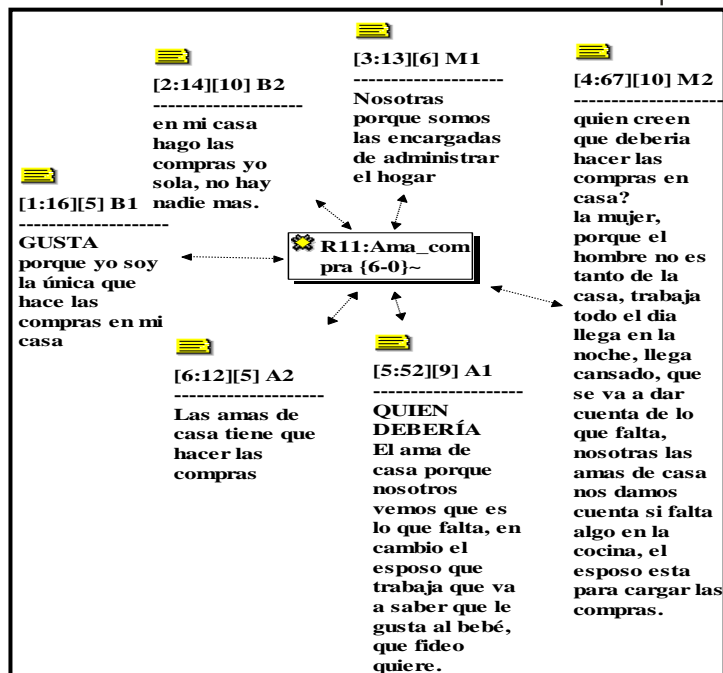 [2:14][10] B2
--------------------
en mi casa
hago las
compras yo
sola, no hay
nadie mas.
[3:13][6] M1
--------------------
Nosotras
porque somos
las encargadas
de administrar
el hogar
[4:67][10] M2
--------------------
quien creen
que deberia
hacer las
compras en
casa?
la mujer,
porque el
hombre no es
tanto de la
casa, trabaja
todo el dia
llega en la
noche, llega
cansado, que
se va a dar
cuenta de lo
que falta,
nosotras las
amas de casa
nos damos
cuenta si falta
algo en la
cocina, el
esposo esta
para cargar las
compras.
[1:16][5] B1
--------------------
GUSTA
porque yo soy
la única que
hace las
compras en mi
casa
R11:Ama_com
pra {6-0}~
[6:12][5] A2
--------------------
Las amas de
casa tiene que
hacer las
compras
[5:52][9] A1
--------------------
QUIEN
DEBERÍA
El ama de
casa porque
nosotros
vemos que es
lo que falta, en
cambio el
esposo que
trabaja que va
a saber que le
gusta al bebé,
que fideo
quiere.